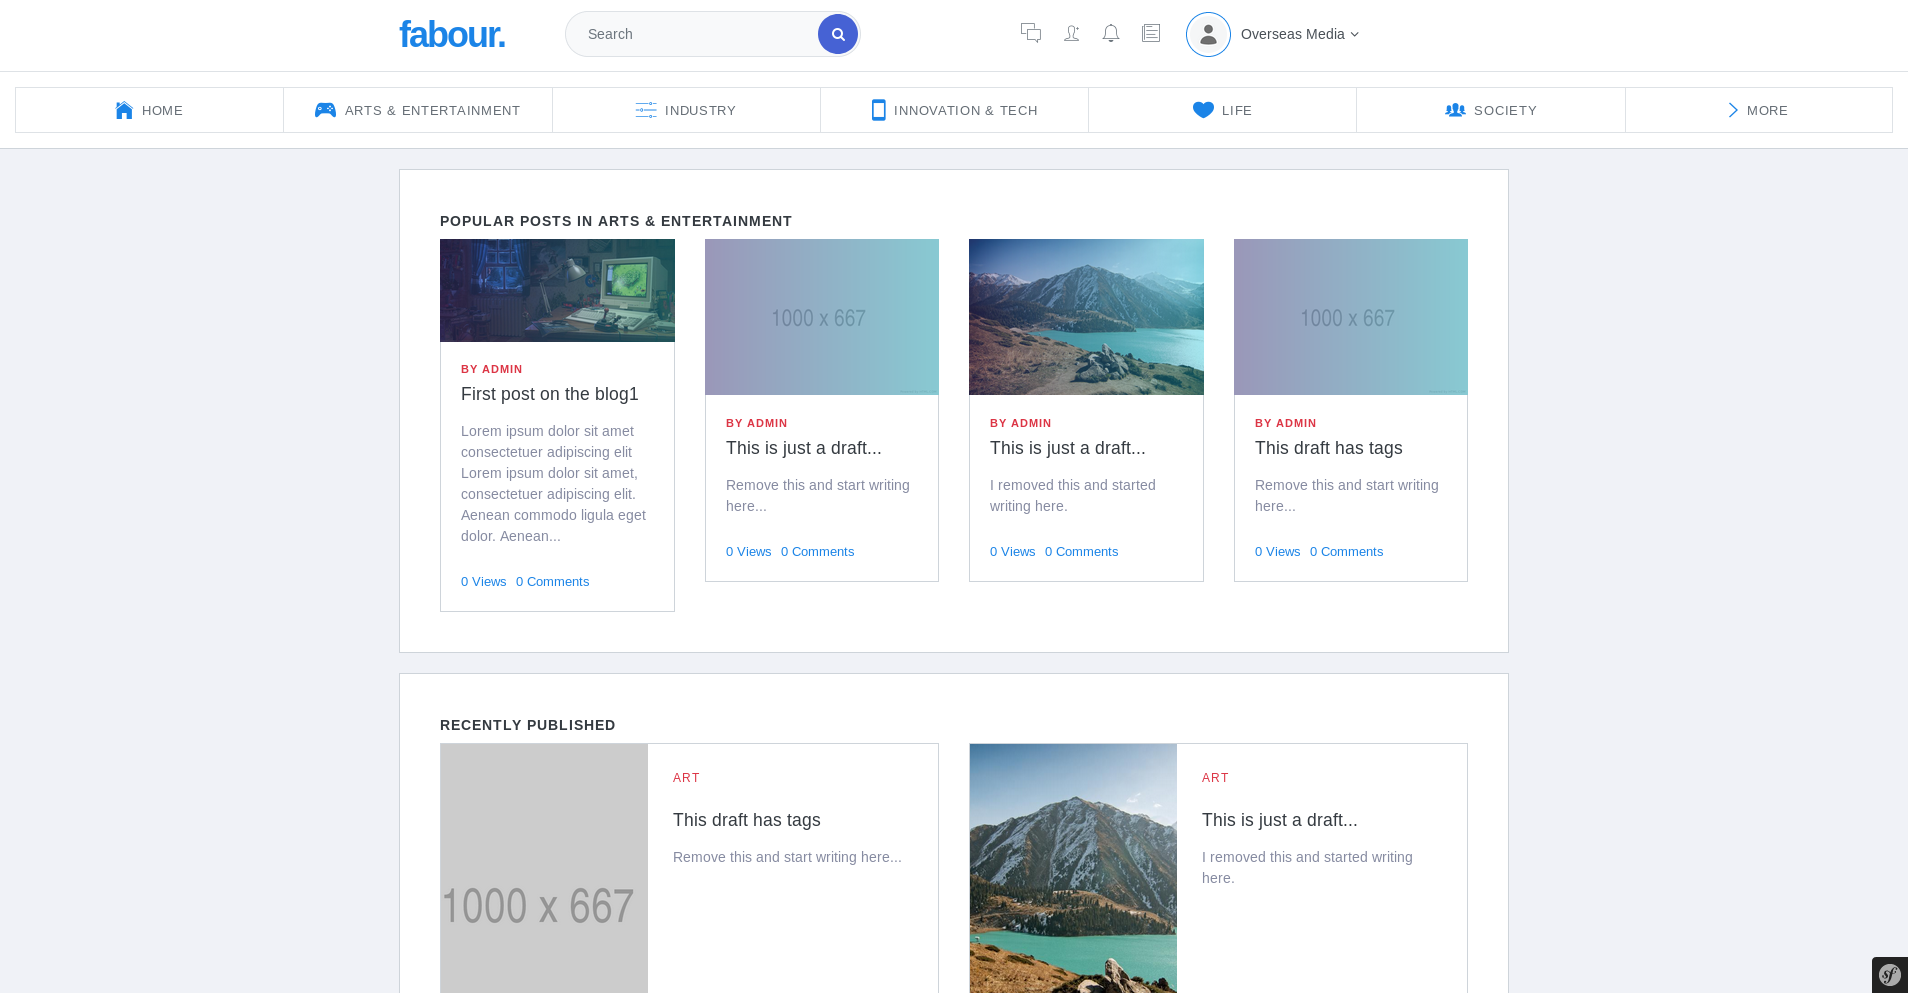 fabour.
Search
Overseas Media
HOME
ARTS & ENTERTAINMENT
INDUSTRY
INNOVATION & TECH
LIFE
SOCIETY
MORE
POPULAR POSTS IN ARTS & ENTERTAINMENT
BY ADMIN
First post on the blog1
Lorem ipsum dolor sit amet
consectetuer adipiscing elit
Lorem ipsum dolor sit amet,
consectetuer adipiscing elit.
Aenean commodo ligula eget
dolor. Aenean...
0 Views 0 Comments
1000 x 667
BY ADMIN
This is just a draft...
Remove this and start writing
here...
0 Views 0 Comments
BY ADMIN
This is just a draft...
I removed this and started
writing here.
0 Views 0 Comments
1000 x 667
BY ADMIN
This draft has tags
Remove this and start writing
here...
0 Views 0 Comments
RECENTLY PUBLISHED
1000 x 667
ART
This draft has tags
Remove this and start writing here...
ART
This is just a draft...
I removed this and started writing
here.
sf